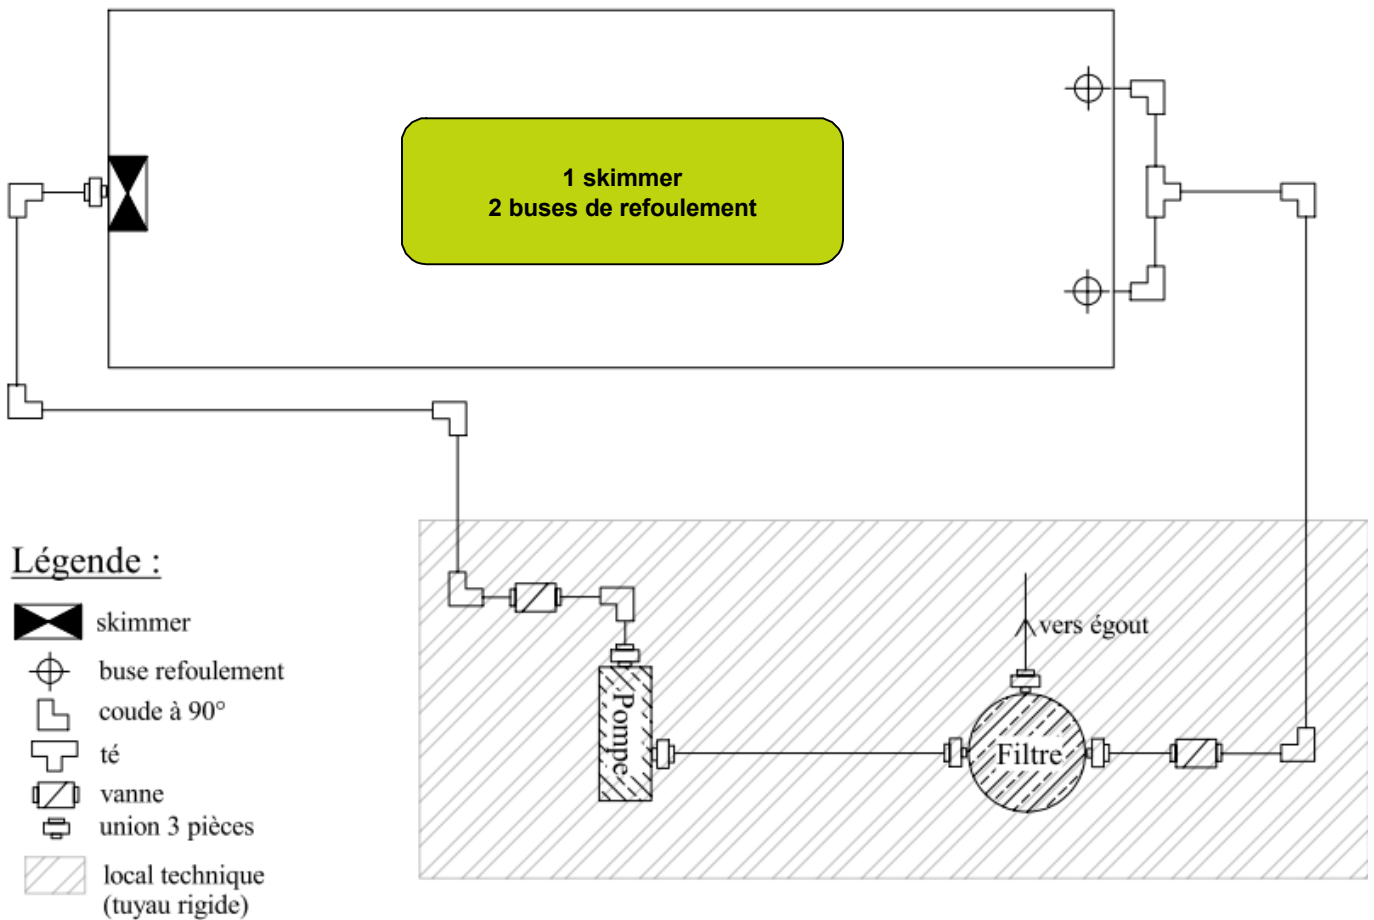 1 skimmer
2 buses de refoulement
Légende :
skimmer
buse refoulement
coude à 90°
té
vanne
union 3 pièces
local technique
(tuyau rigide)
Pompe
vers égout
Filtre